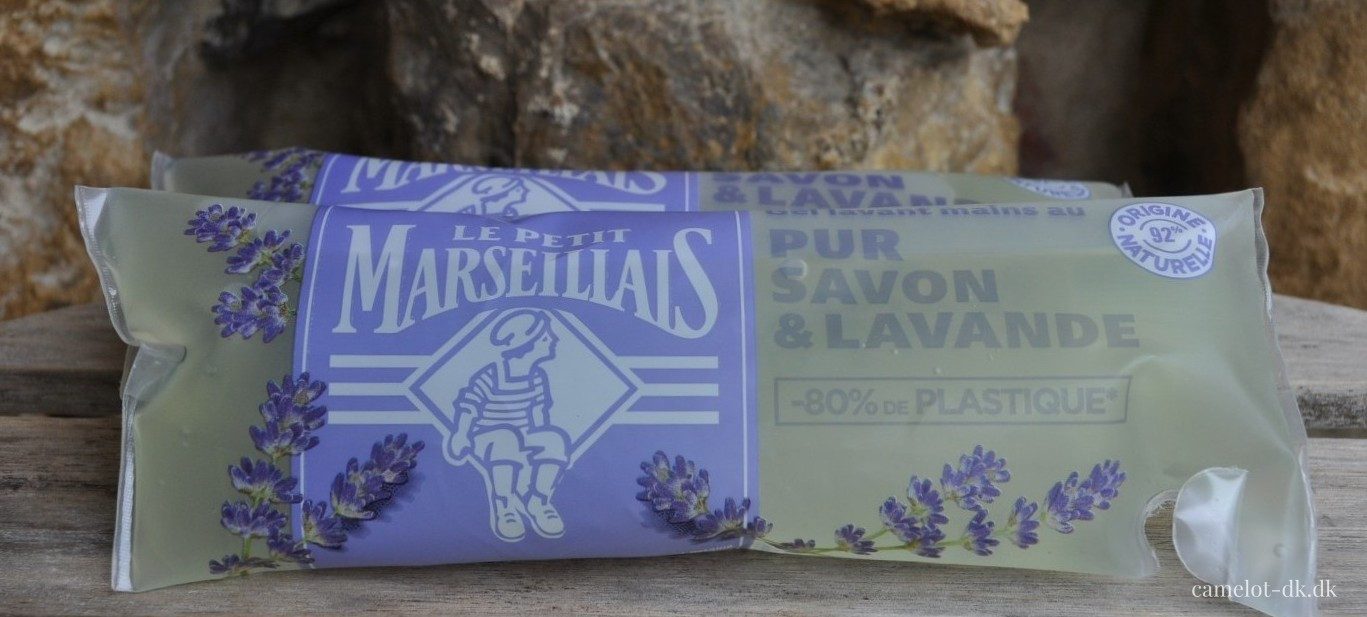 MARSEILLAIS
SAVON
& LAVANDE
LE PETIT
MARSEILLAIS
Gel lavant mains au
PUR
SAVON
& LAVANDE
-80% DE PLASTIQUE*
ORIGINE
92%
NATURELLE
camelot-dk.dk